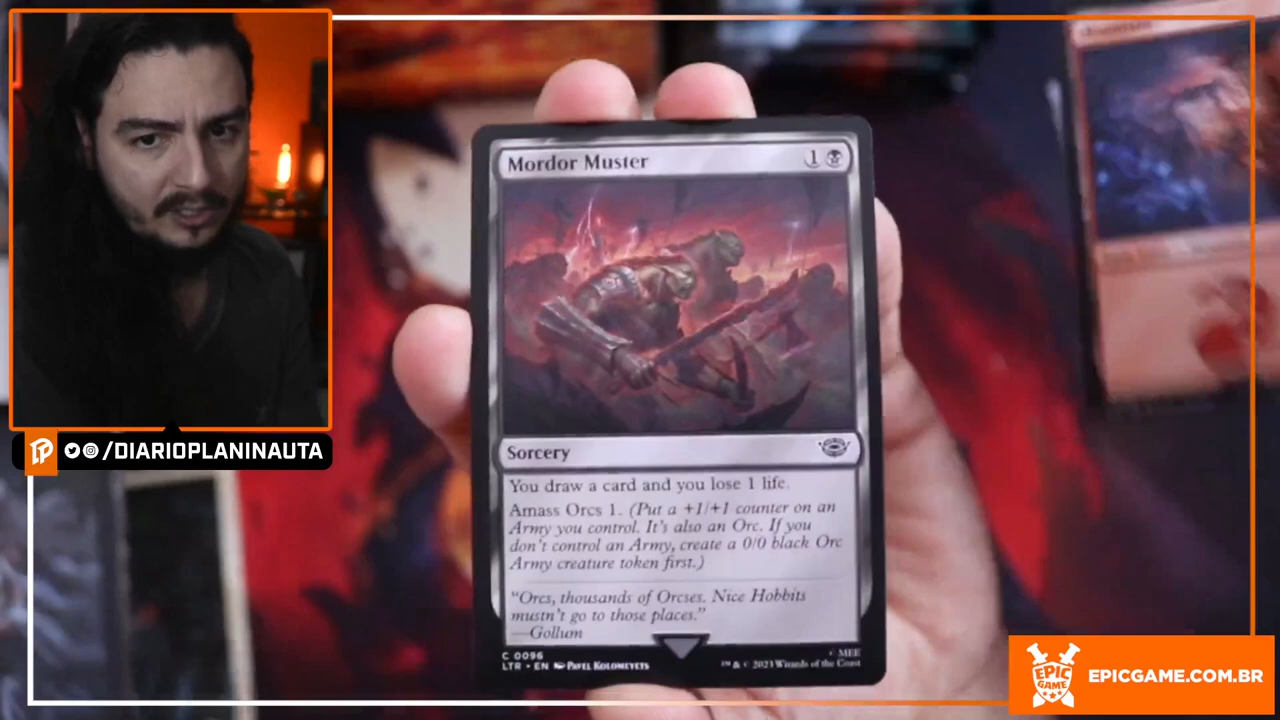 /DIARIOPLANINAUTA
Mordor Muster 1
Sorcery
You draw a card and you lose 1 life.
Amass Orcs 1. (Put a +1/+1 counter on an
Army you control. It's also an Orc. If you
don't control an Army, create a 0/0 black Orc
Army creature token first.)
"Orcs, thousands of Orcses. Nice Hobbits
mustn't go to those places."
—Gollum
C 0096
LTR • EN Pavel Kolomeyets
© MEE
™ & © 2023 Wizards of the Coast
EPIC
GAME
EPICGAME.COM.BR